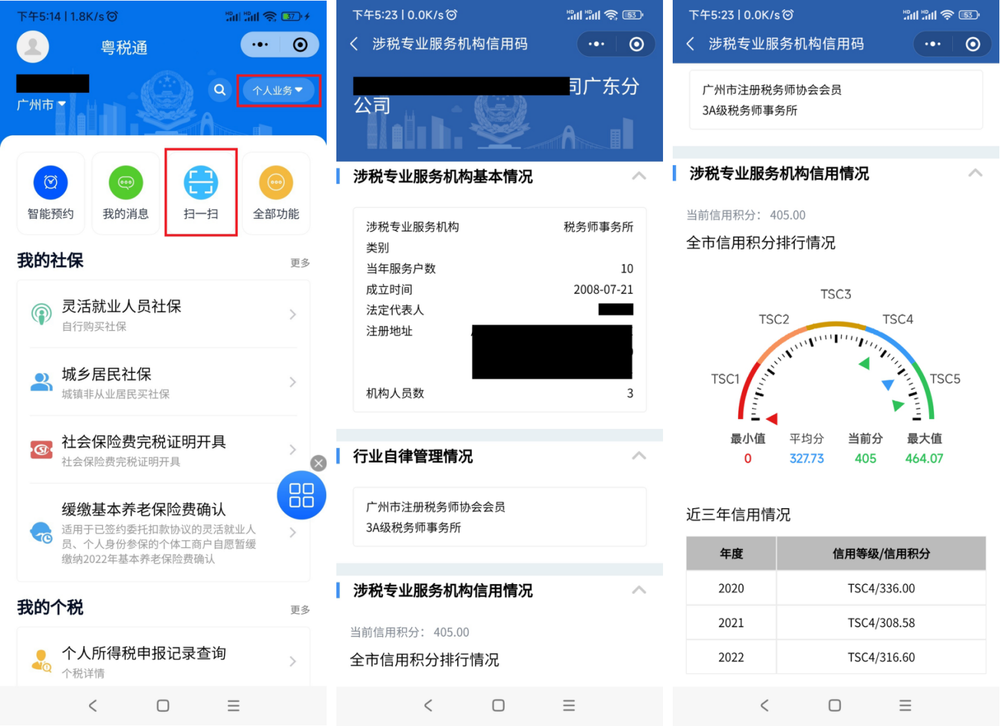 下午5:14 | 1.8K/s
HD HD 37
粤税通
个人业务
广州市
智能预约
我的消息
扫一扫
全部功能
我的社保
更多
灵活就业人员社保
自行购买社保
城乡居民社保
城镇非从业居民买社保
社会保险费完税证明开具
社会保险费完税证明开具
缓缴基本养老保险费确认
适用于已签约委托扣款协议的灵活就业人
员、个人身份参保的个体工商户自愿暂缓
缴纳2022年基本养老保险费确认
我的个税
更多
个人所得税申报记录查询
个税详情
下午5:23 | 0.0K/s
HD HD 53
涉税专业服务机构信用码
司广东分
公司
涉税专业服务机构基本情况
涉税专业服务机构
类别
税务师事务所
当年服务户数
10
成立时间
2008-07-21
法定代表人
注册地址
机构人员数
3
行业自律管理情况
广州市注册税务师协会会员
3A级税务师事务所
涉税专业服务机构信用情况
当前信用积分： 405.00
全市信用积分排行情况
下午5:23 | 0.0K/s
HD HD 53
涉税专业服务机构信用码
广州市注册税务师协会会员
3A级税务师事务所
涉税专业服务机构信用情况
当前信用积分： 405.00
全市信用积分排行情况
TSC1
TSC2
TSC3
TSC4
TSC5
最小值
0
平均分
327.73
当前分
405
最大值
464.07
近三年信用情况
年度 信用等级/信用积分
2020 TSC4/336.00
2021 TSC4/308.58
2022 TSC4/316.60